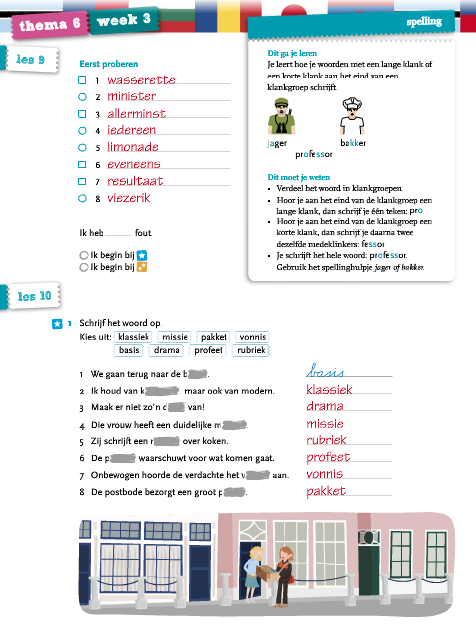 thema 6 week 3
spelling
les 9
Eerst proberen
1 wasserette
2 minister
3 allerminst
4 iedereen
5 limonade
6 eveneens
7 resultaat
8 viezerik
Ik heb ______ fout.
Ik begin bij
Ik begin bij
Dit ga je leren
Je leert hoe je woorden met een lange klank of
een korte klank aan het eind van een
klankgroep schrijft.
jager bakker
professor
Dit moet je weten
• Verdeel het woord in klankgroepen.
• Hoor je aan het eind van de klankgroep een
lange klank, dan schrijf je één teken: pro
• Hoor je aan het eind van de klankgroep een
korte klank, dan schrijf je daarna twee
dezelfde medeklinkers: fessor
• Je schrijft het hele woord: professor.
Gebruik het spellinghulpje jager of bakker.
les 10
1 Schrijf het woord op.
Kies uit: klassiek missie pakket vonnis
basis drama profeet rubriek
1 We gaan terug naar de b . basis
2 Ik houd van k maar ook van modern. klassiek
3 Maak er niet zo'n d van! drama
4 Die vrouw heeft een duidelijke m . missie
5 Zij schrijft een r over koken. rubriek
6 De p waarschuwt voor wat komen gaat. profeet
7 Onbewogen hoorde de verdachte het v aan. vonnis
8 De postbode bezorgt een groot p . pakket